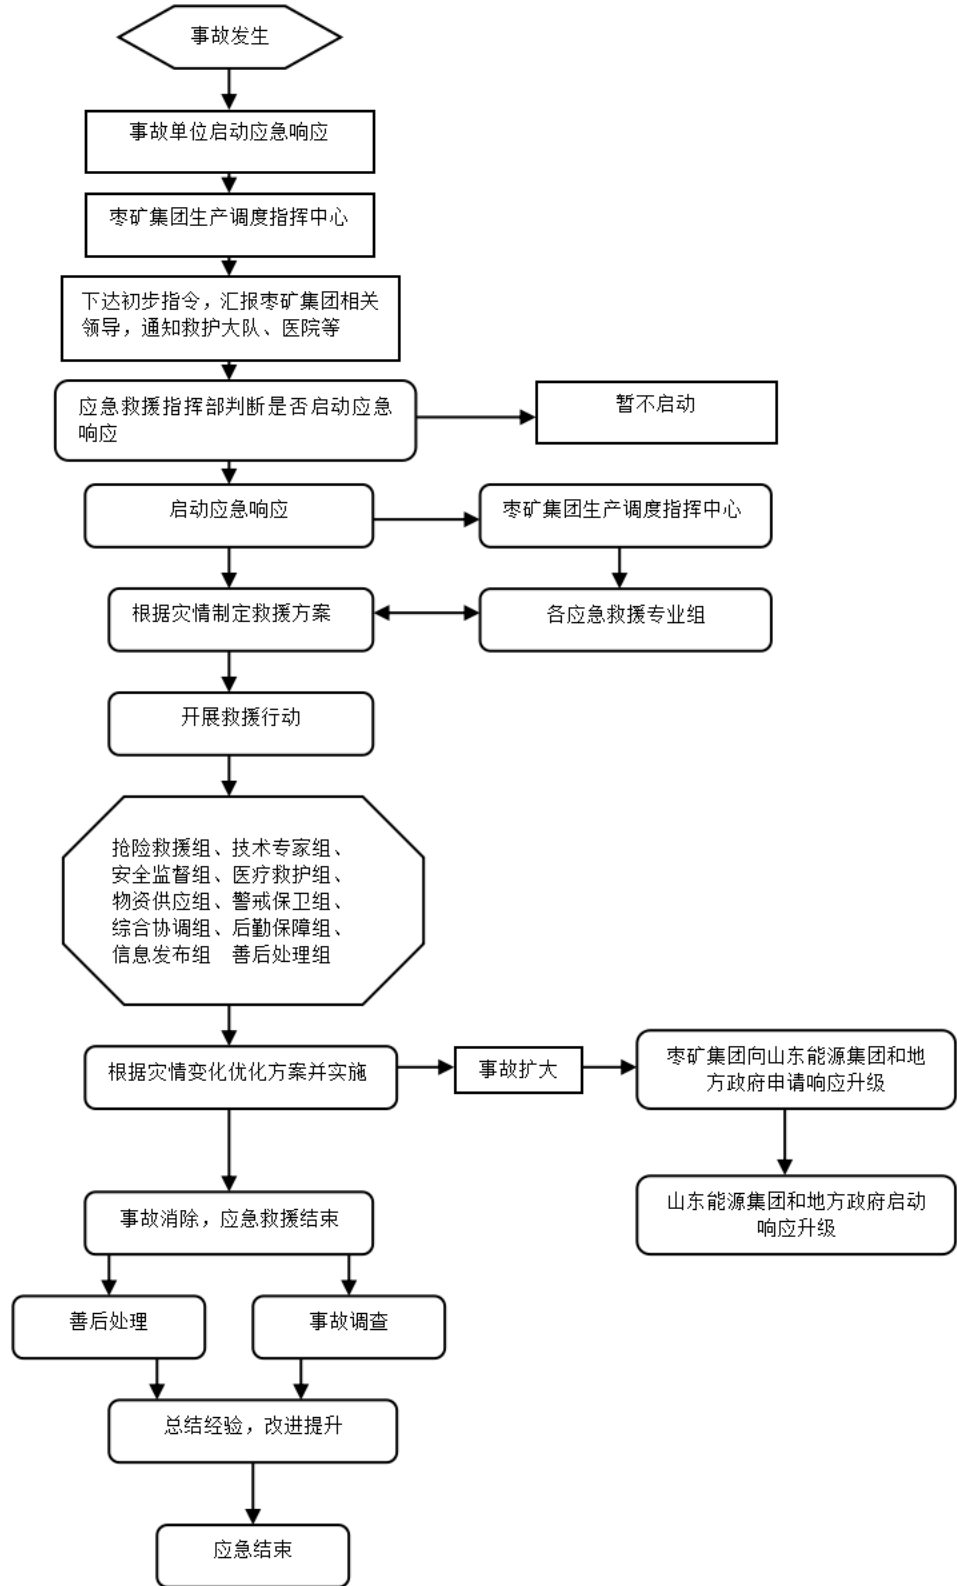 事故发生
事故单位启动应急响应
枣矿集团生产调度指挥中心
下达初步指令，汇报枣矿集团相关
领导，通知救护大队、医院等
应急救援指挥部判断是否启动应急
响应
暂不启动
启动应急响应
枣矿集团生产调度指挥中心
根据灾情制定救援方案
各应急救援专业组
开展救援行动
抢险救援组、技术专家组、
安全监督组、医疗救护组、
物资供应组、警戒保卫组、
综合协调组、后勤保障组、
信息发布组　善后处理组
根据灾情变化优化方案并实施
事故扩大
枣矿集团向山东能源集团和地
方政府申请响应升级
山东能源集团和地方政府启动
响应升级
事故消除，应急救援结束
善后处理
事故调查
总结经验，改进提升
应急结束